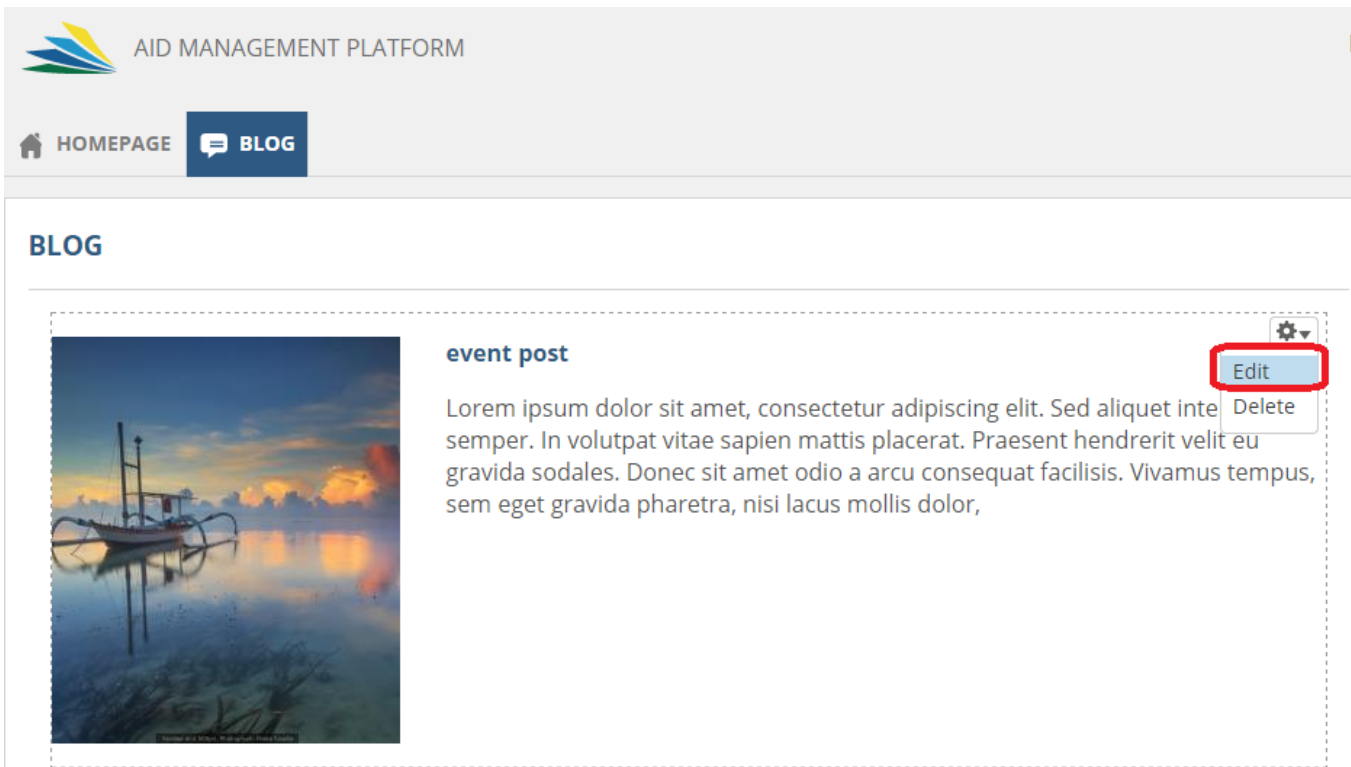 AID MANAGEMENT PLATFORM
HOMEPAGE
BLOG
BLOG
event post
Edit
Delete
Lorem ipsum dolor sit amet, consectetur adipiscing elit. Sed aliquet inte
semper. In volutpat vitae sapien mattis placerat. Praesent hendrerit velit eu
gravida sodales. Donec sit amet odio a arcu consequat facilisis. Vivamus tempus,
sem eget gravida pharetra, nisi lacus mollis dolor,